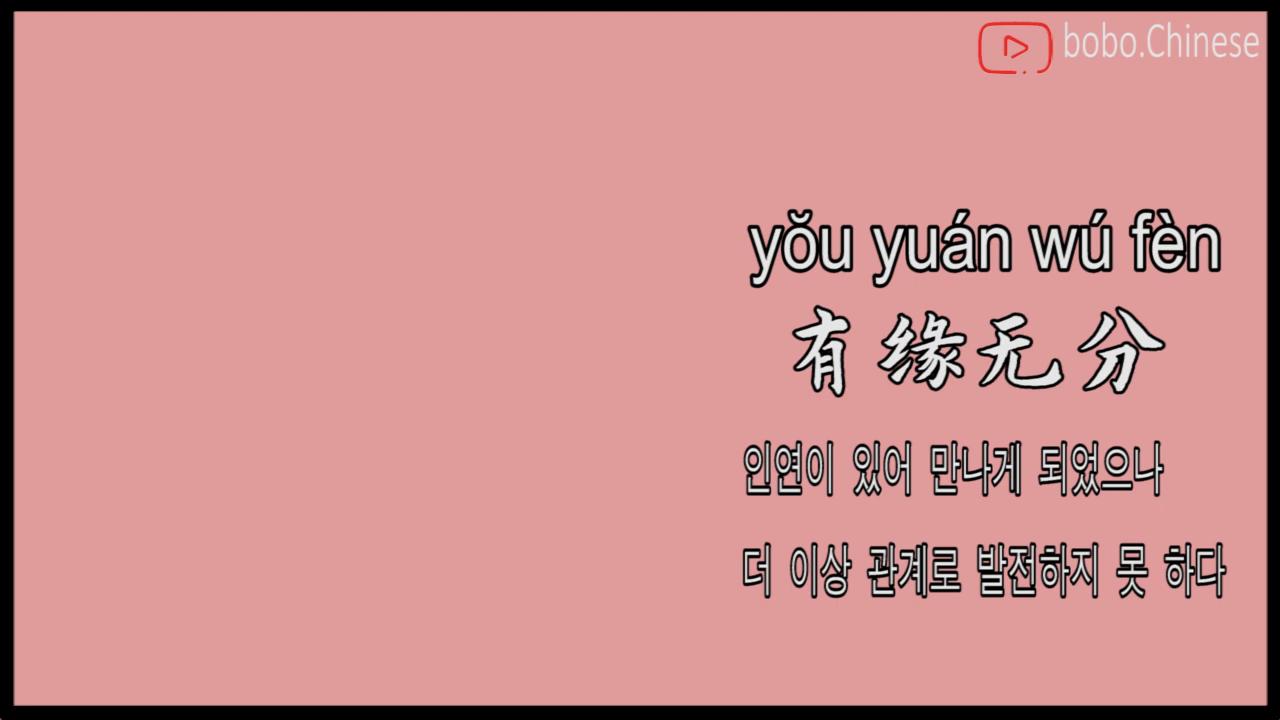 bobo.Chinese
yǒu yuán wú fèn
有缘无分
인연이 있어 만나게 되었으나
더 이상 관계로 발전하지 못 하다